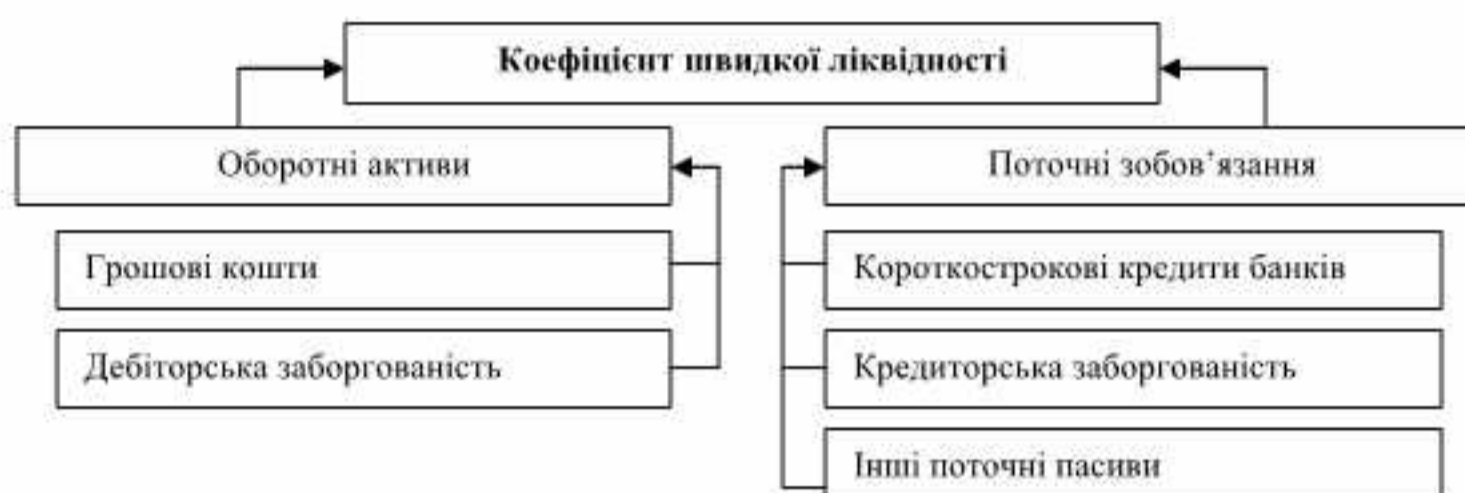 Коефіцієнт швидкої ліквідності
Оборотні активи
Грошові кошти
Дебіторська заборгованість
Поточні зобов’язання
Короткострокові кредити банків
Кредиторська заборгованість
Інші поточні пасиви